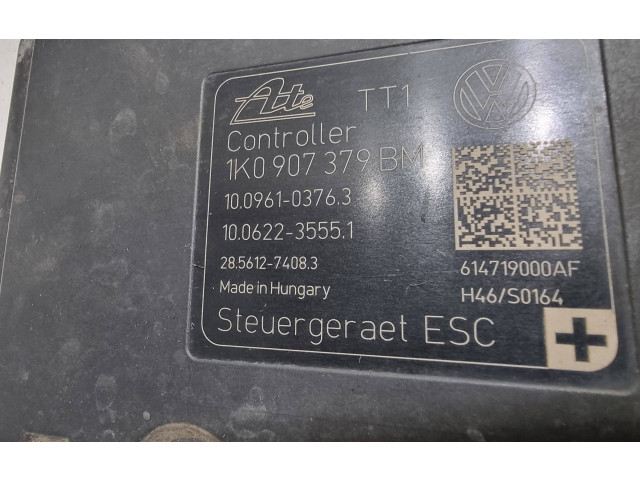 Ate TT1
Controller
1K0 907 379 BM
10.0961-0376.3
10.0622-3555.1
28.5612-7408.3 614719000AF
Made in Hungary H46/S0164
Steuergeraet ESC